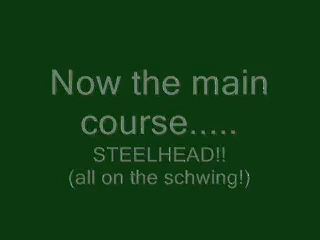 Now the main
course.....
STEELHEAD!!
(all on the schwing!)